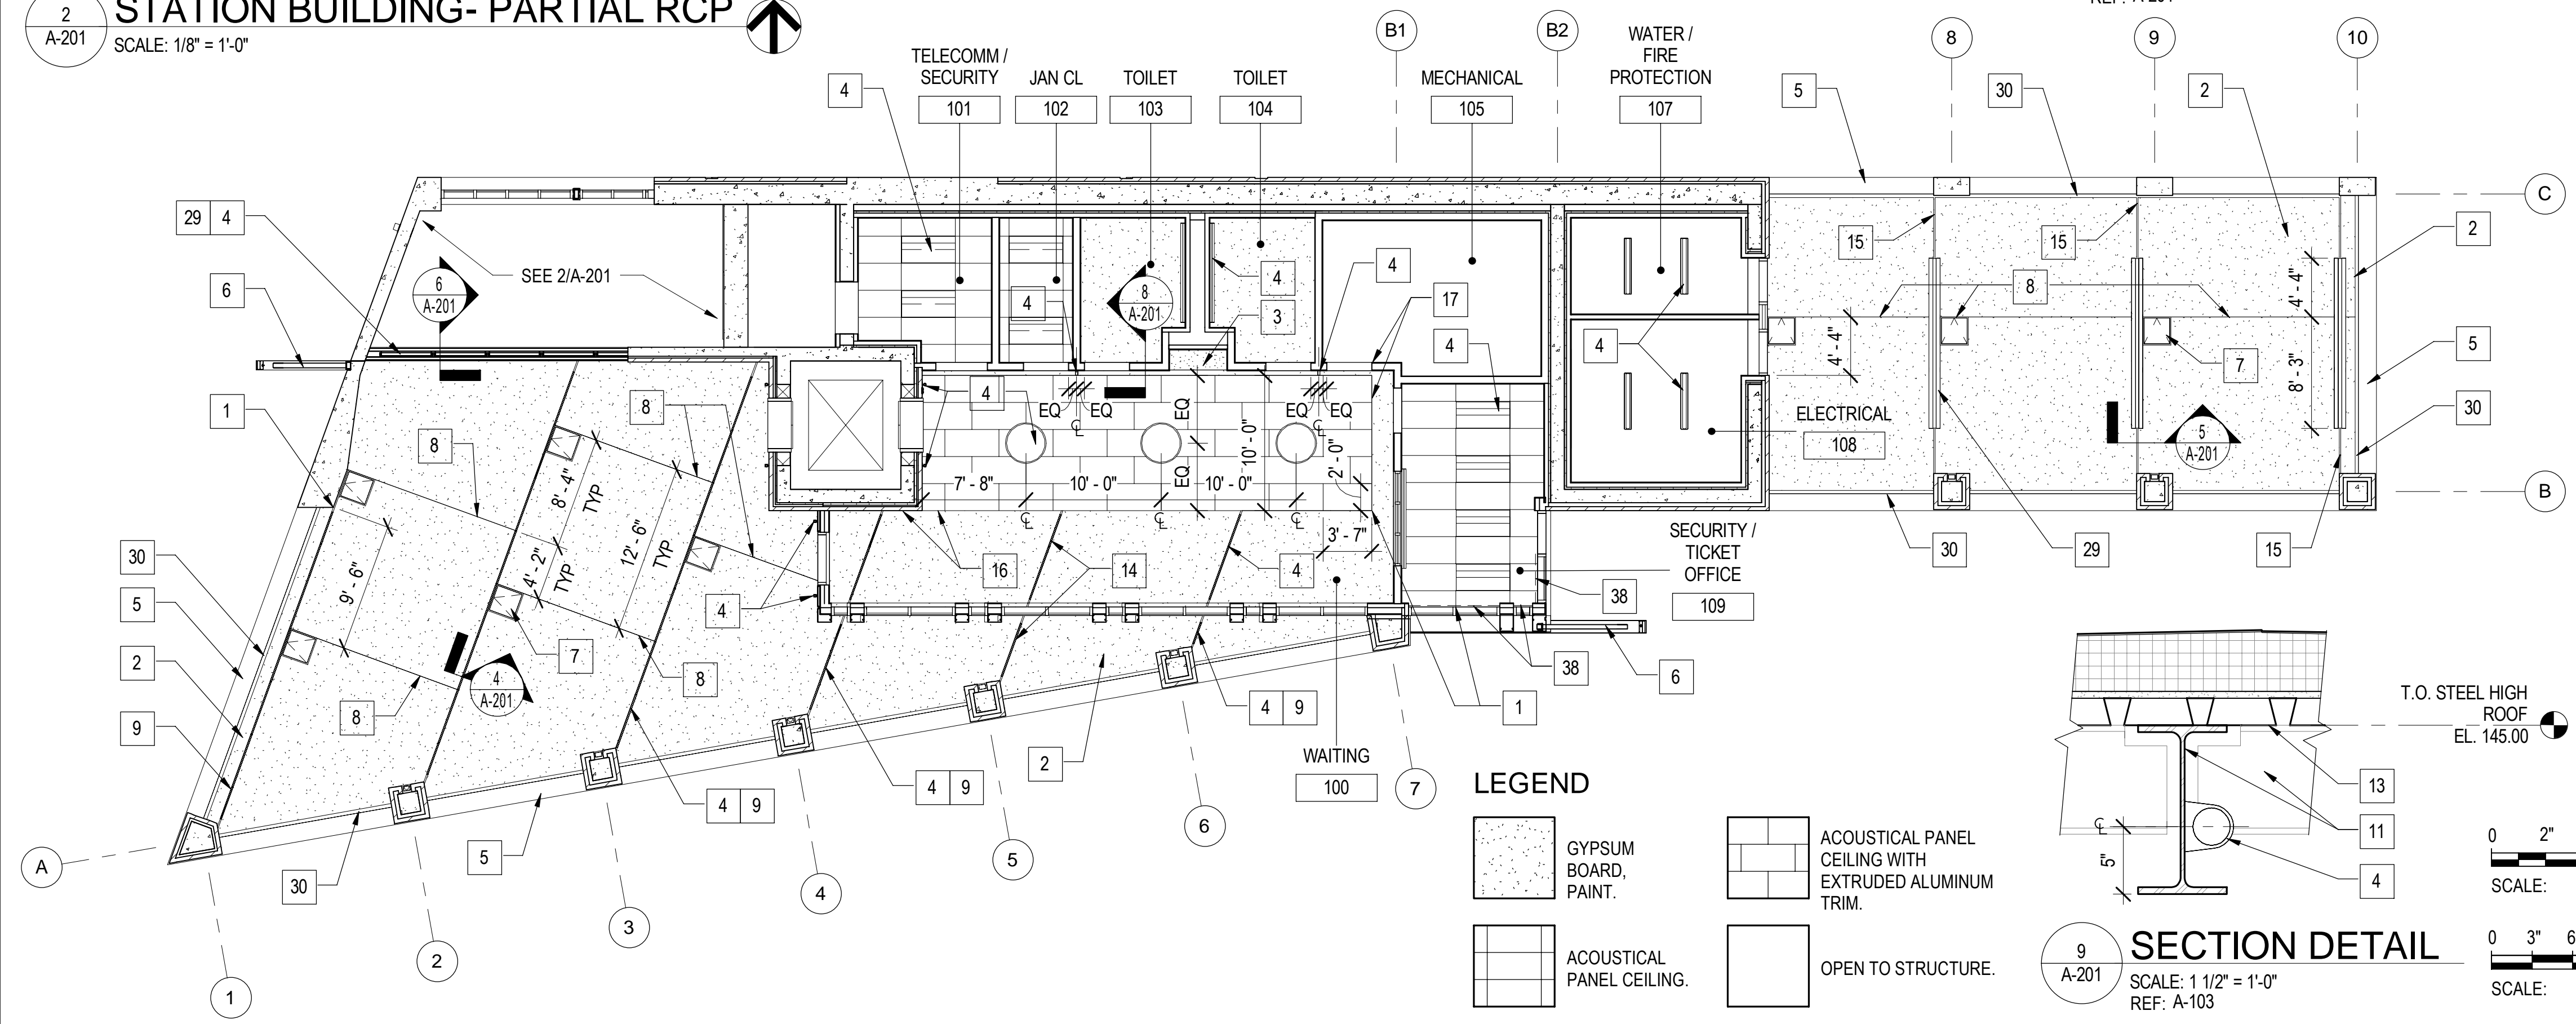 2
A-201
STATION BUILDING- PARTIAL RCP
SCALE: 1/8" = 1'-0"
B1
B2
8
9
10
TELECOMM /
SECURITY
101
JAN CL
102
TOILET
103
TOILET
104
MECHANICAL
105
WATER /
FIRE
PROTECTION
107
4
5
30
2
C
29 4
6
SEE 2/A-201
6
A-201
8
A-201
4
4
3
4
17
4
4
15
15
8
2
4' - 4"
4' - 4"
8' - 3"
7
5
30
1
8
8
4
EQ
EQ
EQ
EQ
EQ
EQ
10' - 0"
2' - 0"
7' - 8"
10' - 0"
10' - 0"
3' - 7"
ELECTRICAL
108
5
A-201
B
8' - 4"
TYP
4' - 2"
TYP
12' - 6"
TYP
9' - 6"
30
5
2
9
8
7
8
4
A-201
4
16
14
4
SECURITY /
TICKET
OFFICE
109
38
30
29
15
38
6
1
4 9
4 9
4 9
2
WAITING
100
7
6
5
4
3
2
1
A
30
5
LEGEND
GYPSUM
BOARD,
PAINT.
ACOUSTICAL PANEL
CEILING WITH
EXTRUDED ALUMINUM
TRIM.
ACOUSTICAL
PANEL CEILING.
OPEN TO STRUCTURE.
T.O. STEEL HIGH
ROOF
EL. 145.00
13
11
4
5"
9
A-201
SECTION DETAIL
SCALE: 1 1/2" = 1'-0"
REF: A-103
0 2"
SCALE:
0 3" 6
SCALE: